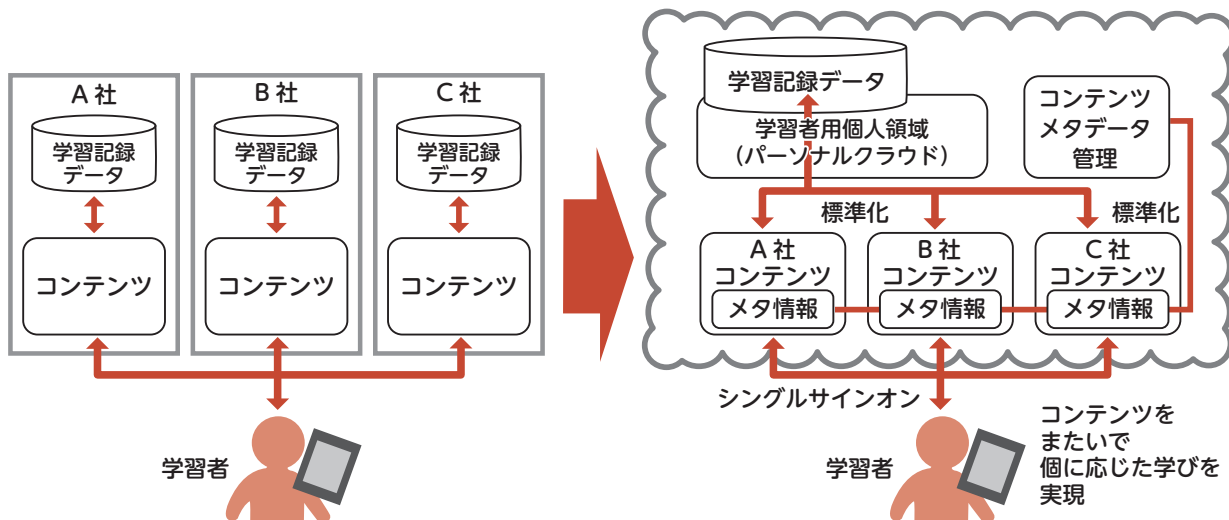 A社
学習記録
データ
コンテンツ
B社
学習記録
データ
コンテンツ
C社
学習記録
データ
コンテンツ
学習者
学習記録データ
学習者用個人領域
(パーソナルクラウド)
コンテンツ
メタデータ
管理
標準化
標準化
A社
コンテンツ
メタ情報
B社
コンテンツ
メタ情報
C社
コンテンツ
メタ情報
シングルサインオン
学習者
コンテンツを
またいで
個に応じた学びを
実現